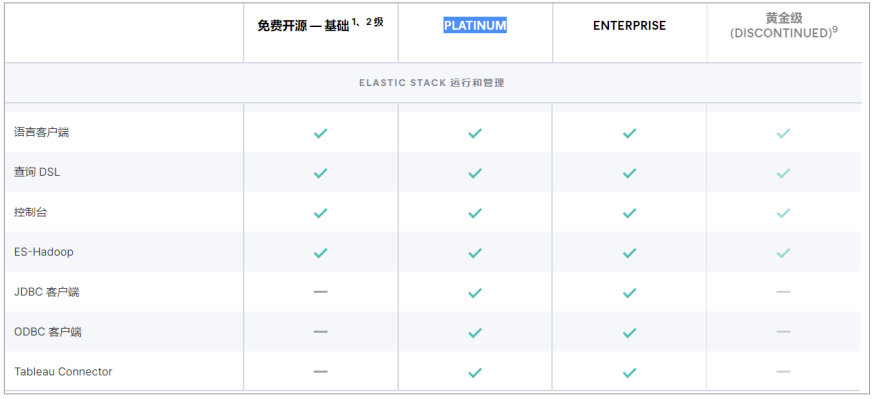 免费开源 — 基础 1、2 级 PLATINUM ENTERPRISE 黄金级
(DISCONTINUED)9
ELASTIC STACK 运行和管理
语言客户端
查询 DSL
控制台
ES-Hadoop
JDBC 客户端
ODBC 客户端
Tableau Connector